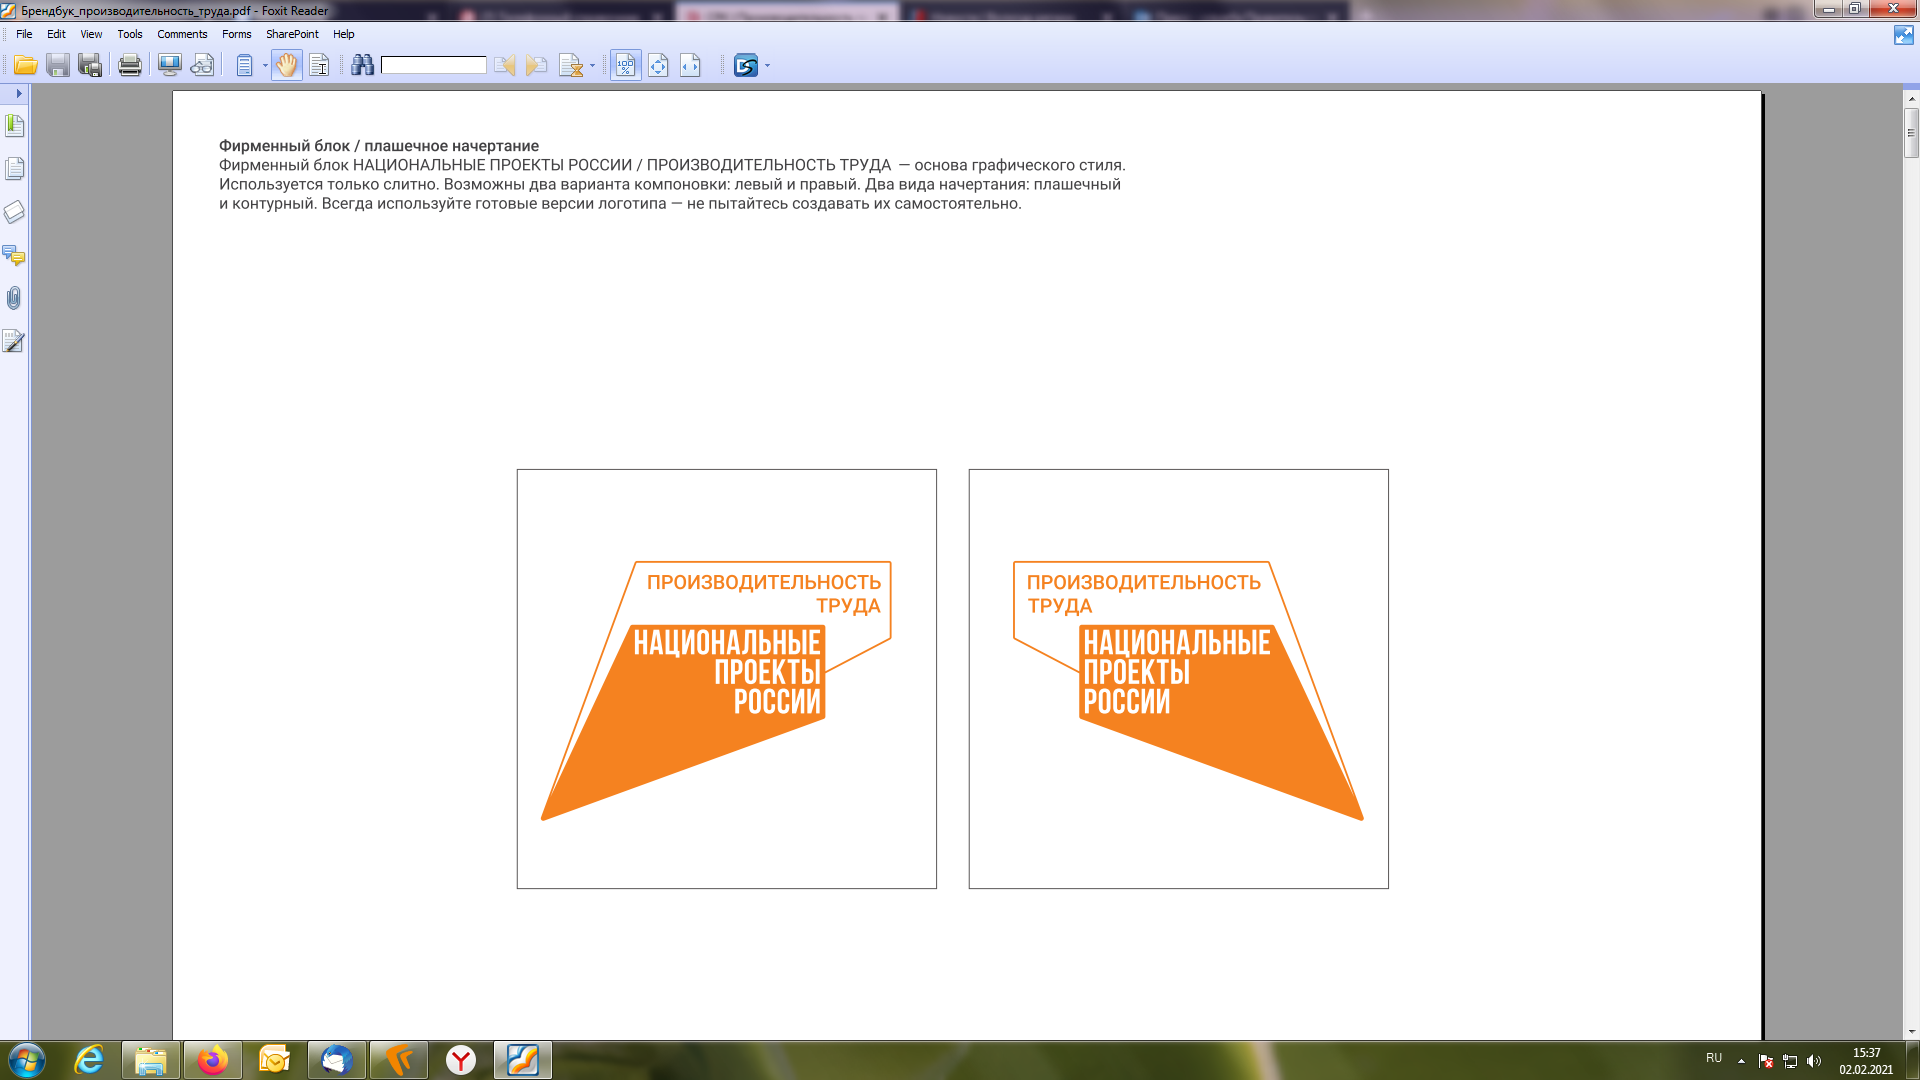 Брендбук_производительность_труда.pdf - Foxit Reader
File Edit View Tools Comments Forms SharePoint Help
Фирменный блок / плашечное начертание
Фирменный блок НАЦИОНАЛЬНЫЕ ПРОЕКТЫ РОССИИ / ПРОИЗВОДИТЕЛЬНОСТЬ ТРУДА — основа графического стиля.
Используется только слитно. Возможны два варианта компоновки: левый и правый. Два вида начертания: плашечный
и контурный. Всегда используйте готовые версии логотипа — не пытайтесь создавать их самостоятельно.
ПРОИЗВОДИТЕЛЬНОСТЬ
ТРУДА
НАЦИОНАЛЬНЫЕ
ПРОЕКТЫ
РОССИИ
ПРОИЗВОДИТЕЛЬНОСТЬ
ТРУДА
НАЦИОНАЛЬНЫЕ
ПРОЕКТЫ
РОССИИ
RU
15:37
02.02.2021